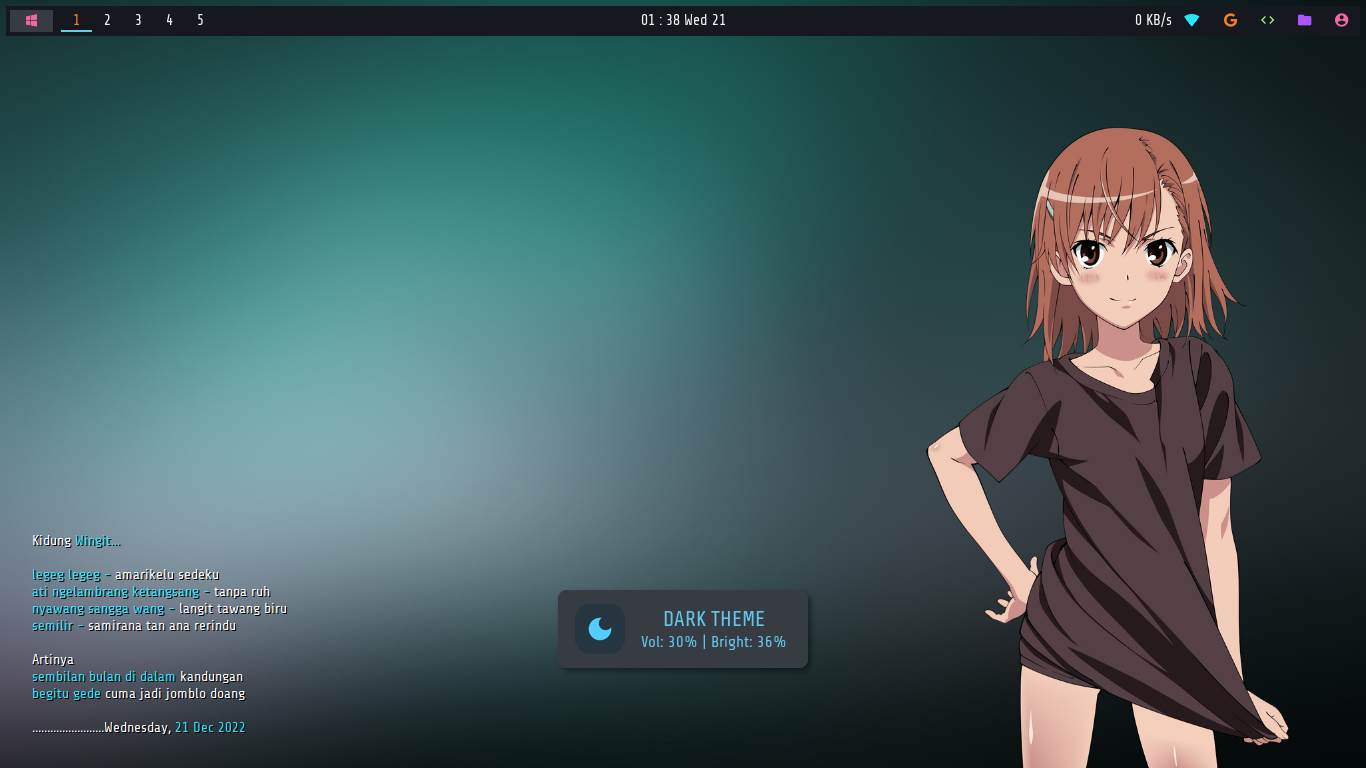 1 2 3 4 5
01 : 38 Wed 21
0 KB/s
Kidung Wingit...
legeg legeg - amarikelu sedeku
ati ngelambrang ketangsang - tanpa ruh
nyawang sangga wang - langit tawang biru
semilir - samirana tan ana rerindu
Artinya
sembilan bulan di dalam kandungan
begitu gede cuma jadi jomblo doang
........................Wednesday, 21 Dec 2022
DARK THEME
Vol: 30% | Bright: 36%